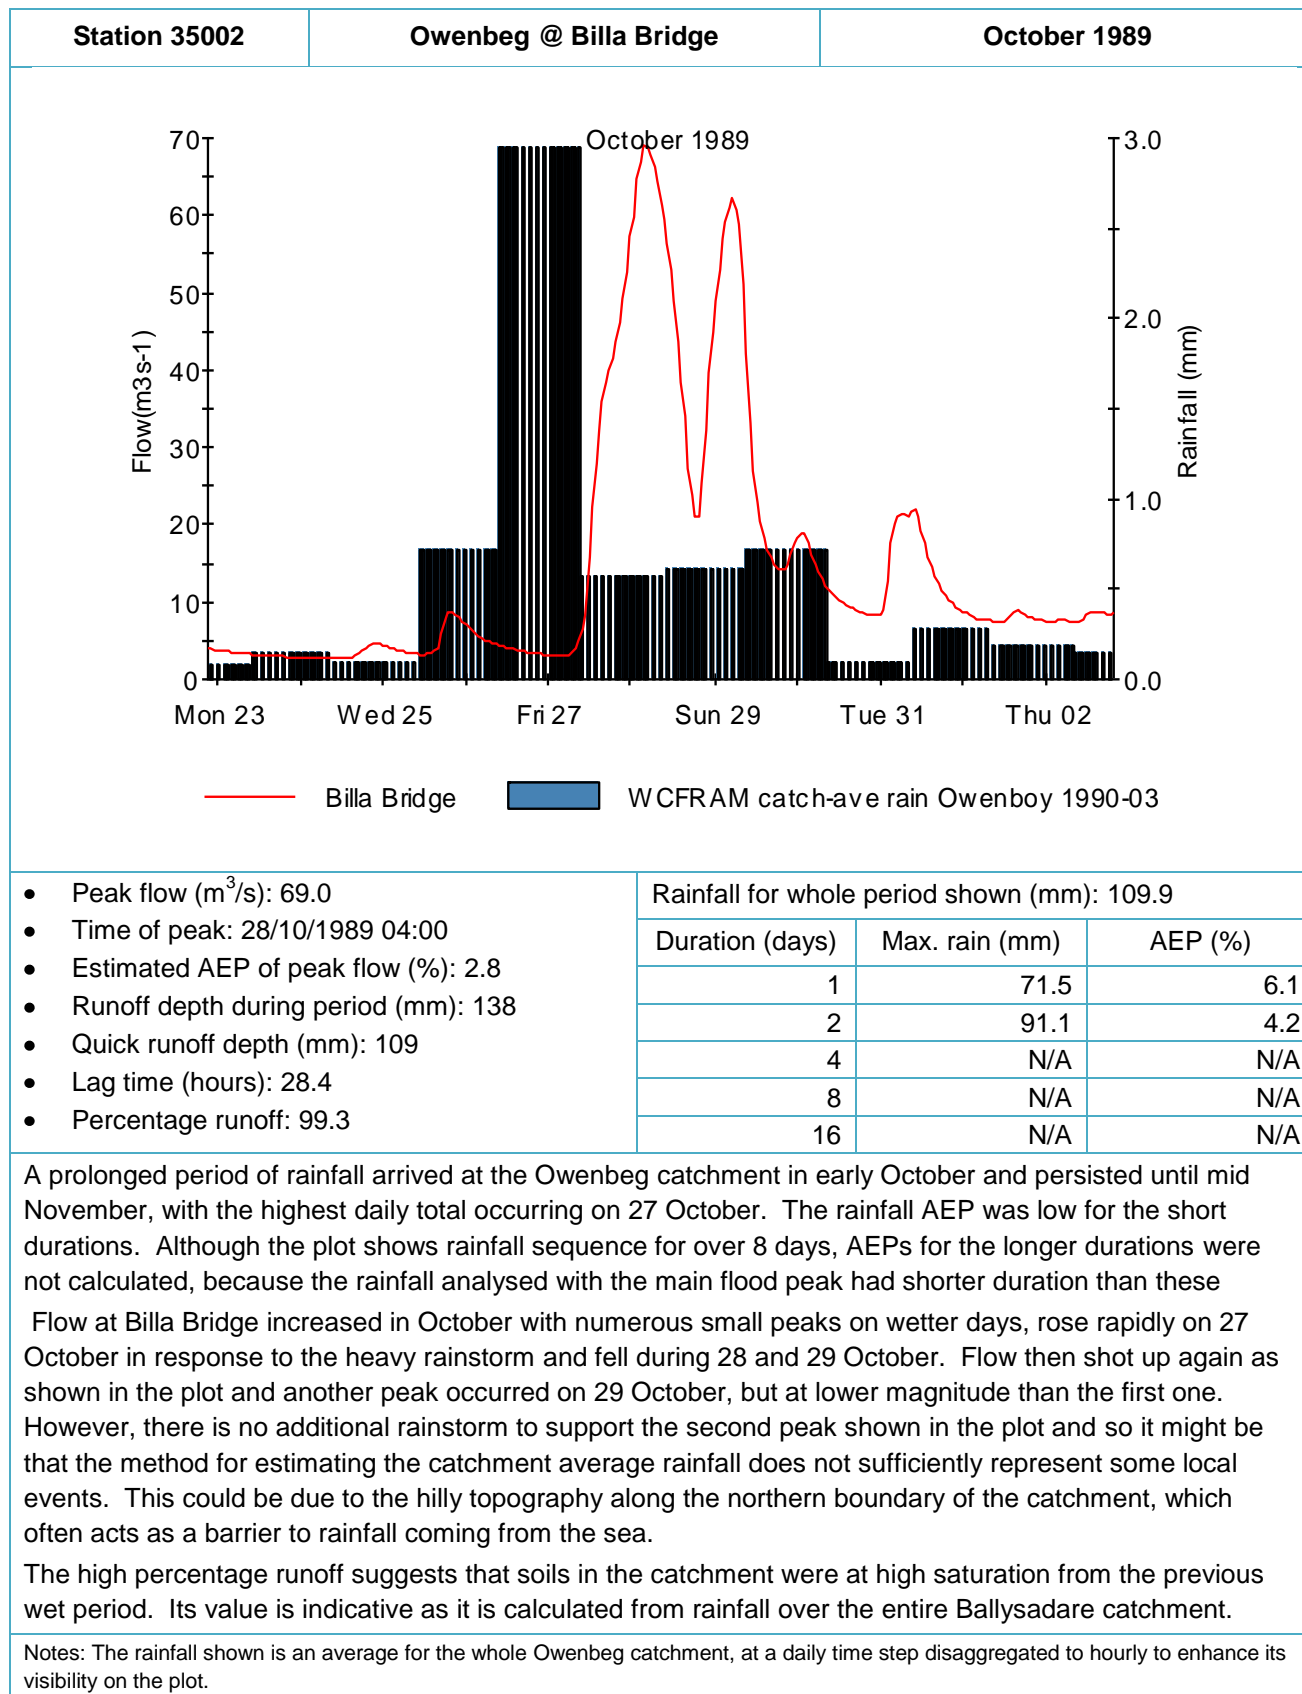 Station 35002 Owenbeg @ Billa Bridge October 1989
October 1989
70 3.0
60
50 2.0
40
30
20 1.0
10
0 0.0
Flow(m3s-1)
Rainfall (mm)
Mon 23 Wed 25 Fri 27 Sun 29 Tue 31 Thu 02
Billa Bridge WCFRAM catch-ave rain Owenboy 1990-03
• Peak flow (m3/s): 69.0
• Time of peak: 28/10/1989 04:00
• Estimated AEP of peak flow (%): 2.8
• Runoff depth during period (mm): 138
• Quick runoff depth (mm): 109
• Lag time (hours): 28.4
• Percentage runoff: 99.3
Rainfall for whole period shown (mm): 109.9
Duration (days) Max. rain (mm) AEP (%)
1 71.5 6.1
2 91.1 4.2
4 N/A N/A
8 N/A N/A
16 N/A N/A
A prolonged period of rainfall arrived at the Owenbeg catchment in early October and persisted until mid
November, with the highest daily total occurring on 27 October. The rainfall AEP was low for the short
durations. Although the plot shows rainfall sequence for over 8 days, AEPs for the longer durations were
not calculated, because the rainfall analysed with the main flood peak had shorter duration than these
Flow at Billa Bridge increased in October with numerous small peaks on wetter days, rose rapidly on 27
October in response to the heavy rainstorm and fell during 28 and 29 October. Flow then shot up again as
shown in the plot and another peak occurred on 29 October, but at lower magnitude than the first one.
However, there is no additional rainstorm to support the second peak shown in the plot and so it might be
that the method for estimating the catchment average rainfall does not sufficiently represent some local
events. This could be due to the hilly topography along the northern boundary of the catchment, which
often acts as a barrier to rainfall coming from the sea.
The high percentage runoff suggests that soils in the catchment were at high saturation from the previous
wet period. Its value is indicative as it is calculated from rainfall over the entire Ballysadare catchment.
Notes: The rainfall shown is an average for the whole Owenbeg catchment, at a daily time step disaggregated to hourly to enhance its
visibility on the plot.